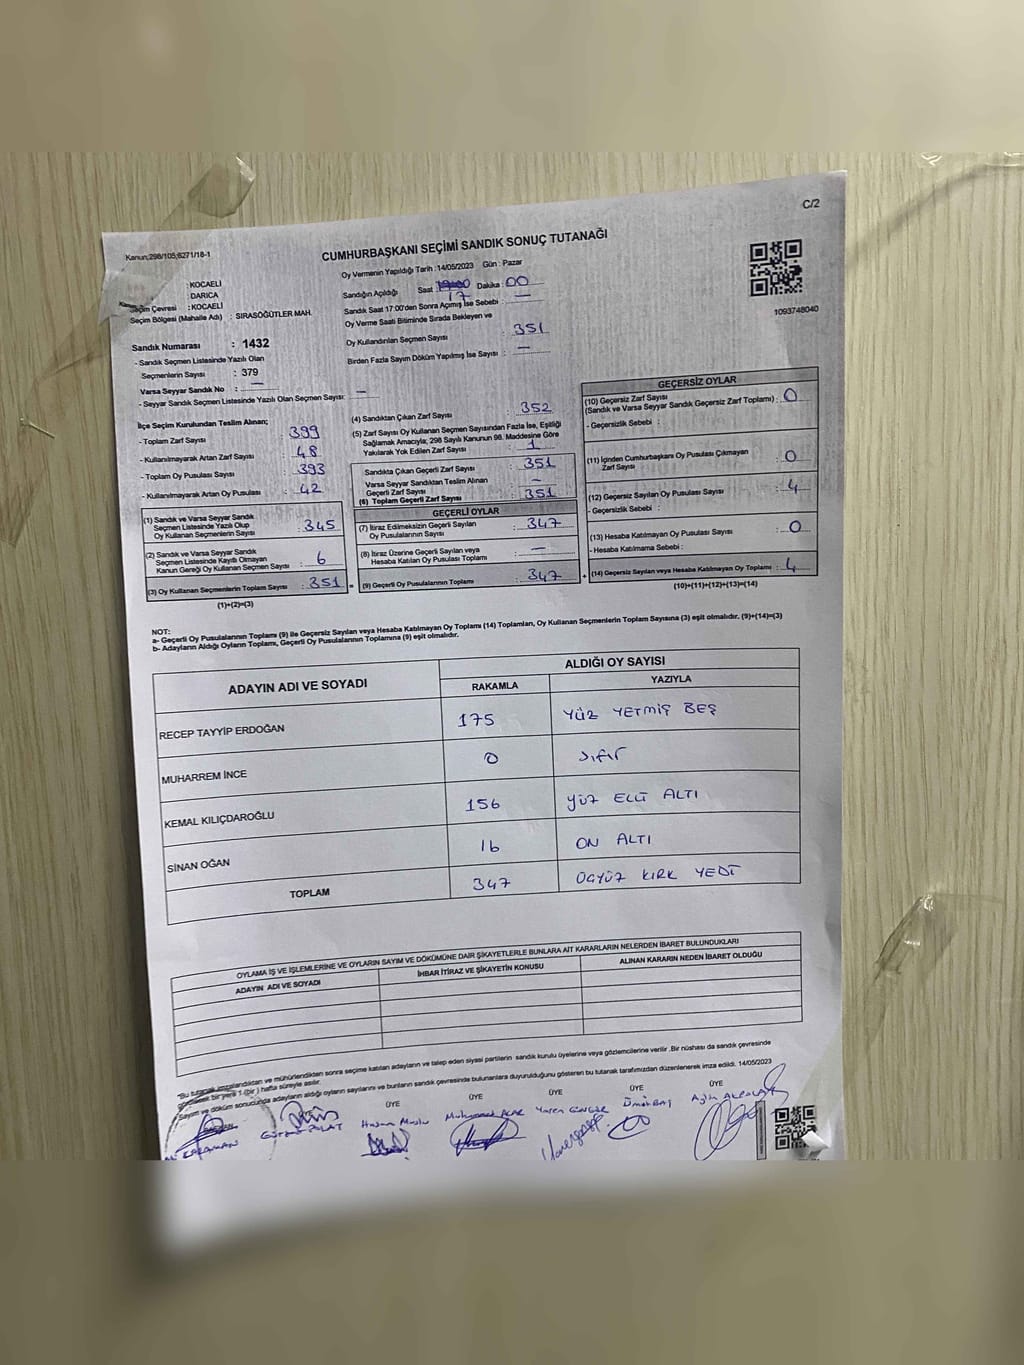 C/2
Kanun;298/105;6271/18-1
CUMHURBAŞKANI SEÇİMİ SANDIK SONUÇ TUTANAĞI
: KOCAELİ
: DARICA
Seçim Çevresi : KOCAELİ
Seçim Bölgesi (Mahalle Adı) : SIRASÖĞÜTLER MAH.
Sandık Numarası : 1432
- Sandık Seçmen Listesinde Yazılı Olan
Seçmenlerin Sayısı : 379
Varsa Seyyar Sandık No : —
- Seyyar Sandık Seçmen Listesinde Yazılı Olan Seçmen Sayısı: —
Oy Vermenin Yapıldığı Tarih : 14/05/2023 Gün : Pazar
Sandığın Açıldığı Saat 17 Dakika : 00
Sandık Saat 17:00'den Sonra Açılmış İse Sebebi : —
Oy Verme Saati Bitiminde Sırada Bekleyen ve
Oy Kullandırılan Seçmen Sayısı : 351
Birden Fazla Sayım Döküm Yapılmış İse Sayısı : —
1093748040
İlçe Seçim Kurulundan Teslim Alınan;
- Toplam Zarf Sayısı : 399
- Kullanılmayarak Artan Zarf Sayısı : 48
- Toplam Oy Pusulası Sayısı : 393
- Kullanılmayarak Artan Oy Pusulası : 42
(1) Sandık ve Varsa Seyyar Sandık
Seçmen Listesinde Yazılı Olup
Oy Kullanan Seçmenlerin Sayısı : 345
(2) Sandık ve Varsa Seyyar Sandık
Seçmen Listesinde Kayıtlı Olmayan
Kanun Gereği Oy Kullanan Seçmen Sayısı : 6
(3) Oy Kullanan Seçmenlerin Toplam Sayısı : 351
(1)+(2)=(3)
(4) Sandıktan Çıkan Zarf Sayısı : 352
(5) Zarf Sayısı Oy Kullanan Seçmen Sayısından Fazla İse, Eşitliği
Sağlamak Amacıyla; 298 Sayılı Kanunun 98. Maddesine Göre
Yakılarak Yok Edilen Zarf Sayısı : 1
Sandıkta Çıkan Geçerli Zarf Sayısı : 351
Varsa Seyyar Sandıktan Teslim Alınan
Geçerli Zarf Sayısı : —
(6) Toplam Geçerli Zarf Sayısı : 351
GEÇERLİ OYLAR
(7) İtiraz Edilmeksizin Geçerli Sayılan
Oy Pusulasının Sayısı : 347
(8) İtiraz Üzerine Geçerli Sayılan veya
Hesaba Katılan Oy Pusulası Toplamı : —
(9) Geçerli Oy Pusulalarının Toplamı : 347
GEÇERSİZ OYLAR
(10) Geçersiz Zarf Sayısı
(Sandık ve Varsa Seyyar Sandık Geçersiz Zarf Toplamı) : 0
- Geçersizlik Sebebi :
(11) İçinden Cumhurbaşkanı Oy Pusulası Çıkmayan
Zarf Sayısı : 0
(12) Geçersiz Sayılan Oy Pusulası Sayısı : 4
- Geçersizlik Sebebi :
(13) Hesaba Katılmayan Oy Pusulası Sayısı : 0
- Hesaba Katılmama Sebebi :
(14) Geçersiz Sayılan veya Hesaba Katılmayan Oy Toplamı : 4
(10)+(11)+(12)+(13)=(14)
NOT:
a- Geçerli Oy Pusulalarının Toplamı (9) ile Geçersiz Sayılan veya Hesaba Katılmayan Oy Toplamı (14) Toplamları, Oy Kullanan Seçmenlerin Toplam Sayısına (3) eşit olmalıdır. (9)+(14)=(3)
b- Adayların Aldığı Oyların Toplamı, Geçerli Oy Pusulalarının Toplamına (9) eşit olmalıdır.
ADAYIN ADI VE SOYADI ALDIĞI OY SAYISI
RAKAMLA YAZIYLA
RECEP TAYYİP ERDOĞAN 175 YÜZ YETMİŞ BEŞ
MUHARREM İNCE 0 sıfır
KEMAL KILIÇDAROĞLU 156 YÜZ ELLİ ALTI
SİNAN OĞAN 16 ON ALTI
TOPLAM 347 ÜÇYÜZ KIRK YEDİ
OYLAMA İŞ VE İŞLEMLERİNE VE OYLARIN SAYIM VE DÖKÜMÜNE DAİR ŞİKAYETLERLE BUNLARA AİT KARARLARIN NELERDEN İBARET BULUNDUKLARI
ADAYIN ADI VE SOYADI İHBAR İTİRAZ VE ŞİKAYETİN KONUSU ALINAN KARARIN NEDEN İBARET OLDUĞU
"Bu tutanak imzalandıktan ve mühürlendikten sonra seçime katılan adayların ve talep eden siyasi partilerin sandık kurulu üyelerine veya gözlemcilerine verilir. Bir nüshası da sandık çevresinde
görülecek bir yere 1 (bir) hafta süreyle asılır.
Sayım ve döküm sonucunda adayların aldığı oyların sayılarını ve bunların sandık çevresinde bulunanlara duyurulduğunu gösteren bu tutanak tarafımızdan düzenlenerek imza edildi. 14/05/2023
BAŞKAN ÜYE ÜYE ÜYE ÜYE ÜYE
KARAMAN POLAT Hasan Mutlu Muhammet ACAR Ümit BAŞ